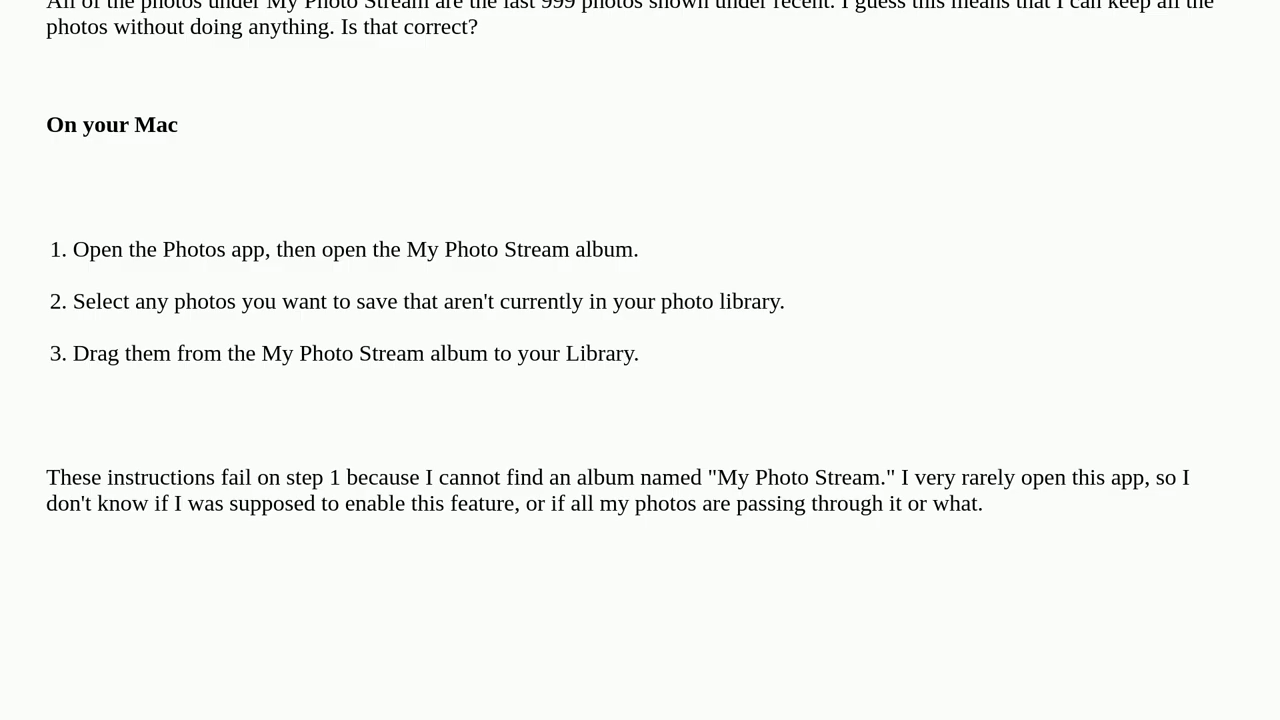 All of the photos under My Photo Stream are the last 999 photos shown under recent. I guess this means that I can keep all the
photos without doing anything. Is that correct?
On your Mac
1. Open the Photos app, then open the My Photo Stream album.
2. Select any photos you want to save that aren't currently in your photo library.
3. Drag them from the My Photo Stream album to your Library.
These instructions fail on step 1 because I cannot find an album named "My Photo Stream." I very rarely open this app, so I
don't know if I was supposed to enable this feature, or if all my photos are passing through it or what.